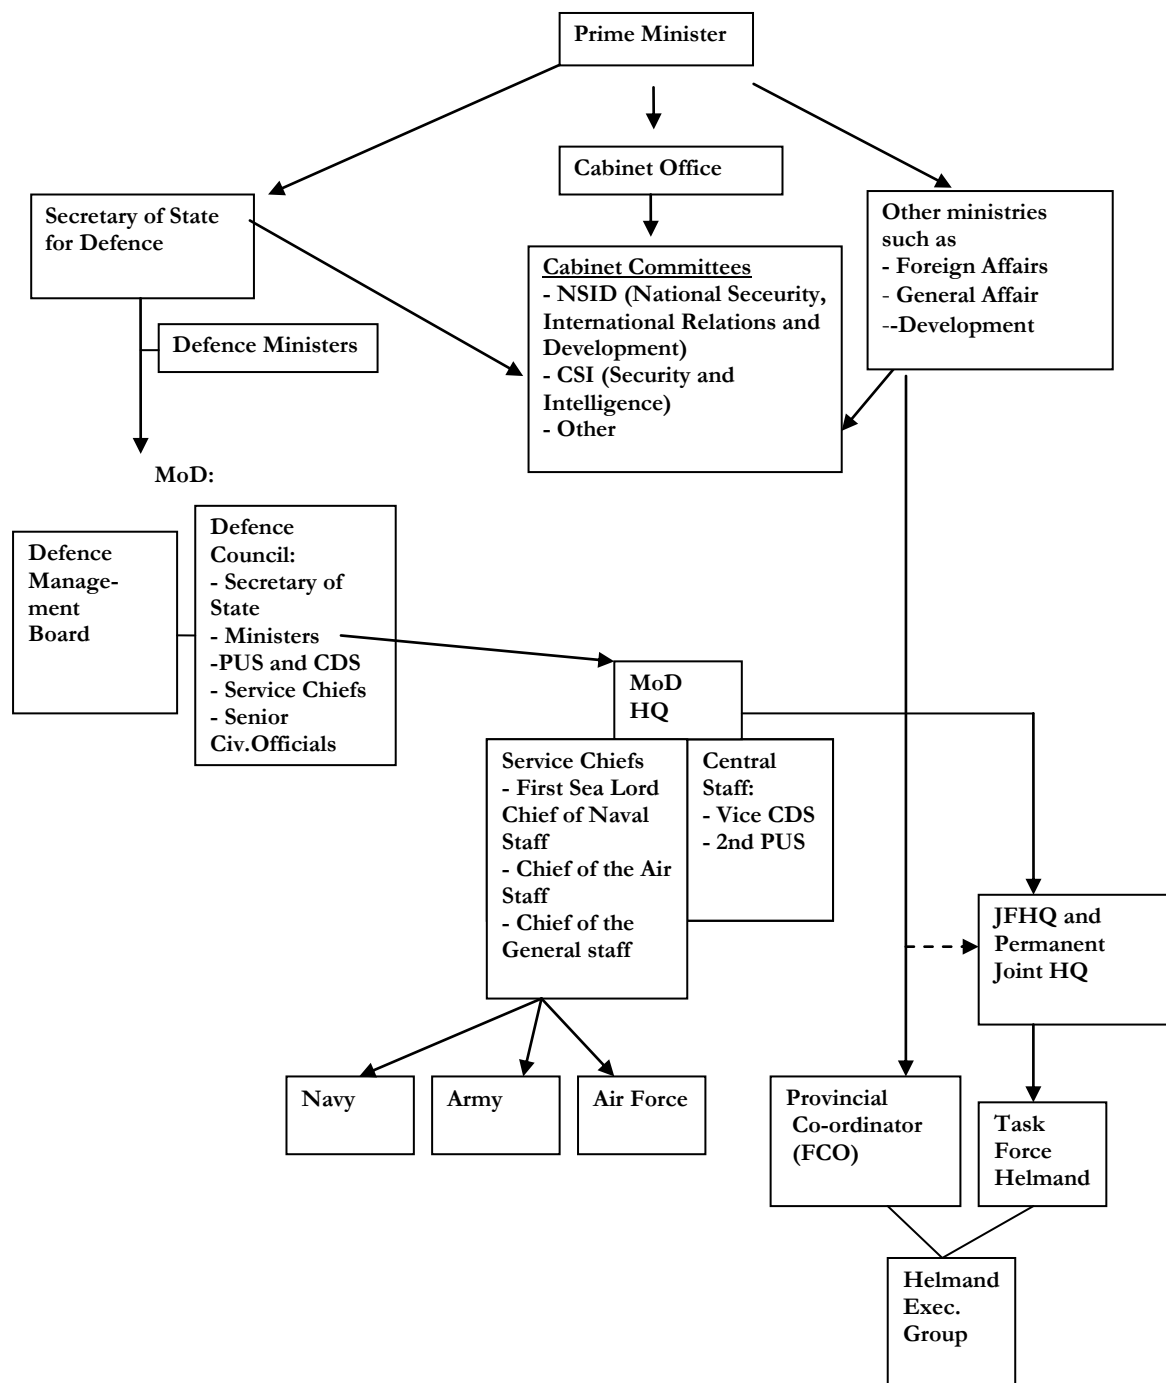 Prime Minister
Cabinet Office
Secretary of State
for Defence
Other ministries
such as
- Foreign Affairs
- General Affair
--Development
Cabinet Committees
- NSID (National Seceurity,
International Relations and
Development)
- CSI (Security and
Intelligence)
- Other
Defence Ministers
MoD:
Defence
Manage-
ment
Board
Defence
Council:
- Secretary of
State
- Ministers
-PUS and CDS
- Service Chiefs
- Senior
Civ.Officials
MoD
HQ
Service Chiefs
- First Sea Lord
Chief of Naval
Staff
- Chief of the Air
Staff
- Chief of the
General staff
Central
Staff:
- Vice CDS
- 2nd PUS
JFHQ and
Permanent
Joint HQ
Navy
Army
Air Force
Provincial
Co-ordinator
(FCO)
Task
Force
Helmand
Helmand
Exec.
Group